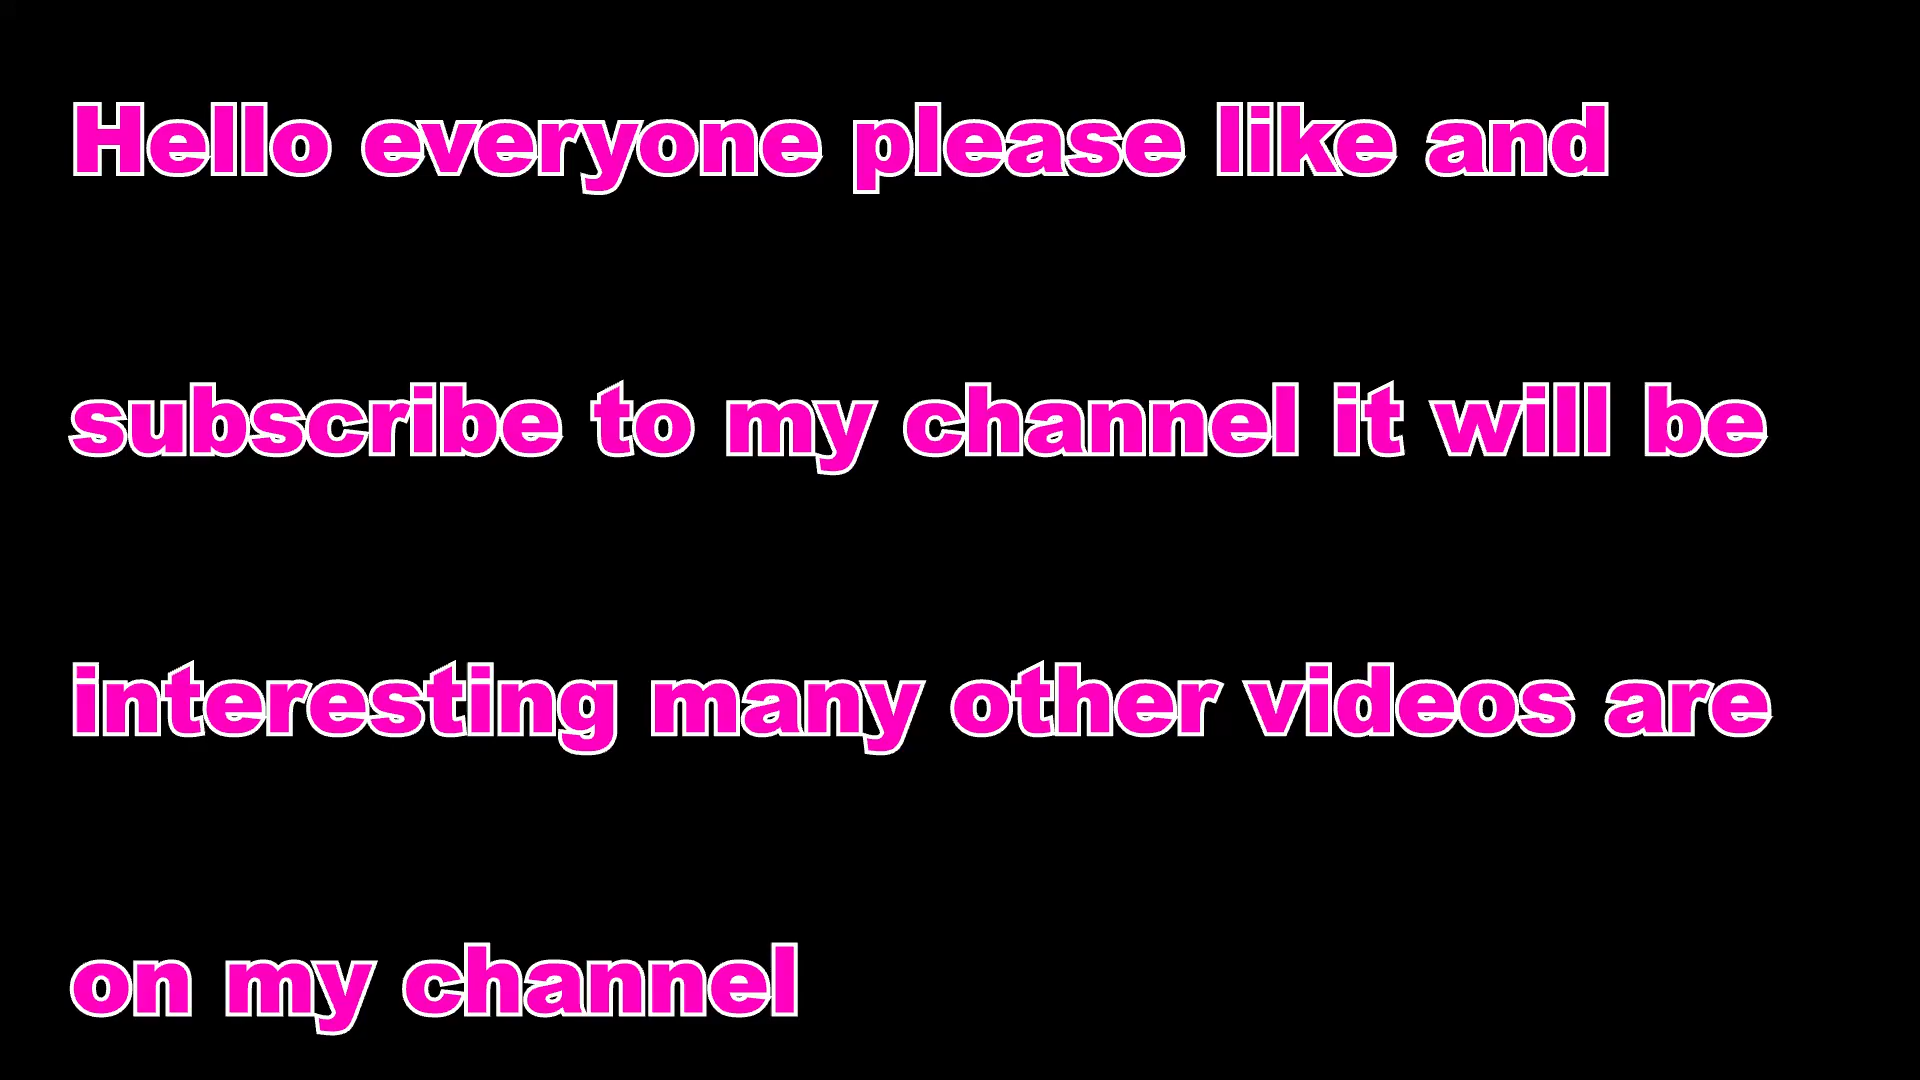 Hello everyone please like and
subscribe to my channel it will be
interesting many other videos are
on my channel